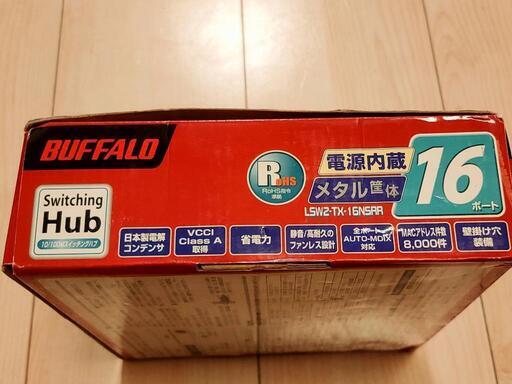 BUFFALO
Switching
Hub
10/100Mスイッチングハブ
RoHS
RoHS指令
準拠
電源内蔵
メタル筐体
LSW2-TX-16NSRR
16
ポート
日本製電解
コンデンサ
VCCI
Class A
取得
省電力
静音/高耐久の
ファンレス設計
全ポート
AUTO-MDIX
対応
MACアドレス件数
8,000件
壁掛け穴
装備